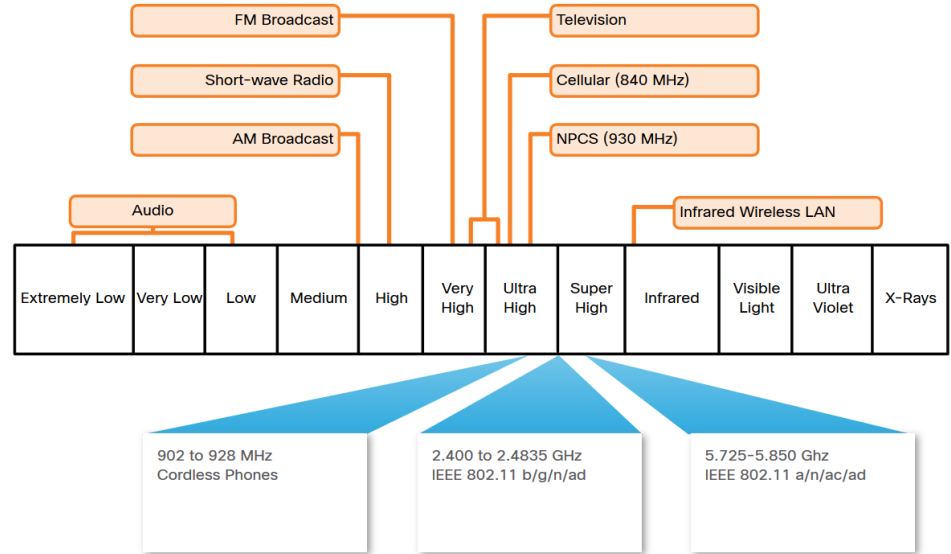 FM Broadcast
Television
Short-wave Radio
Cellular (840 MHz)
AM Broadcast
NPCS (930 MHz)
Audio
Infrared Wireless LAN
Extremely Low
Very Low
Low
Medium
High
Very
High
Ultra
High
Super
High
Infrared
Visible
Light
Ultra
Violet
X-Rays
902 to 928 MHz
Cordless Phones
2.400 to 2.4835 GHz
IEEE 802.11 b/g/n/ad
5.725-5.850 Ghz
IEEE 802.11 a/n/ac/ad